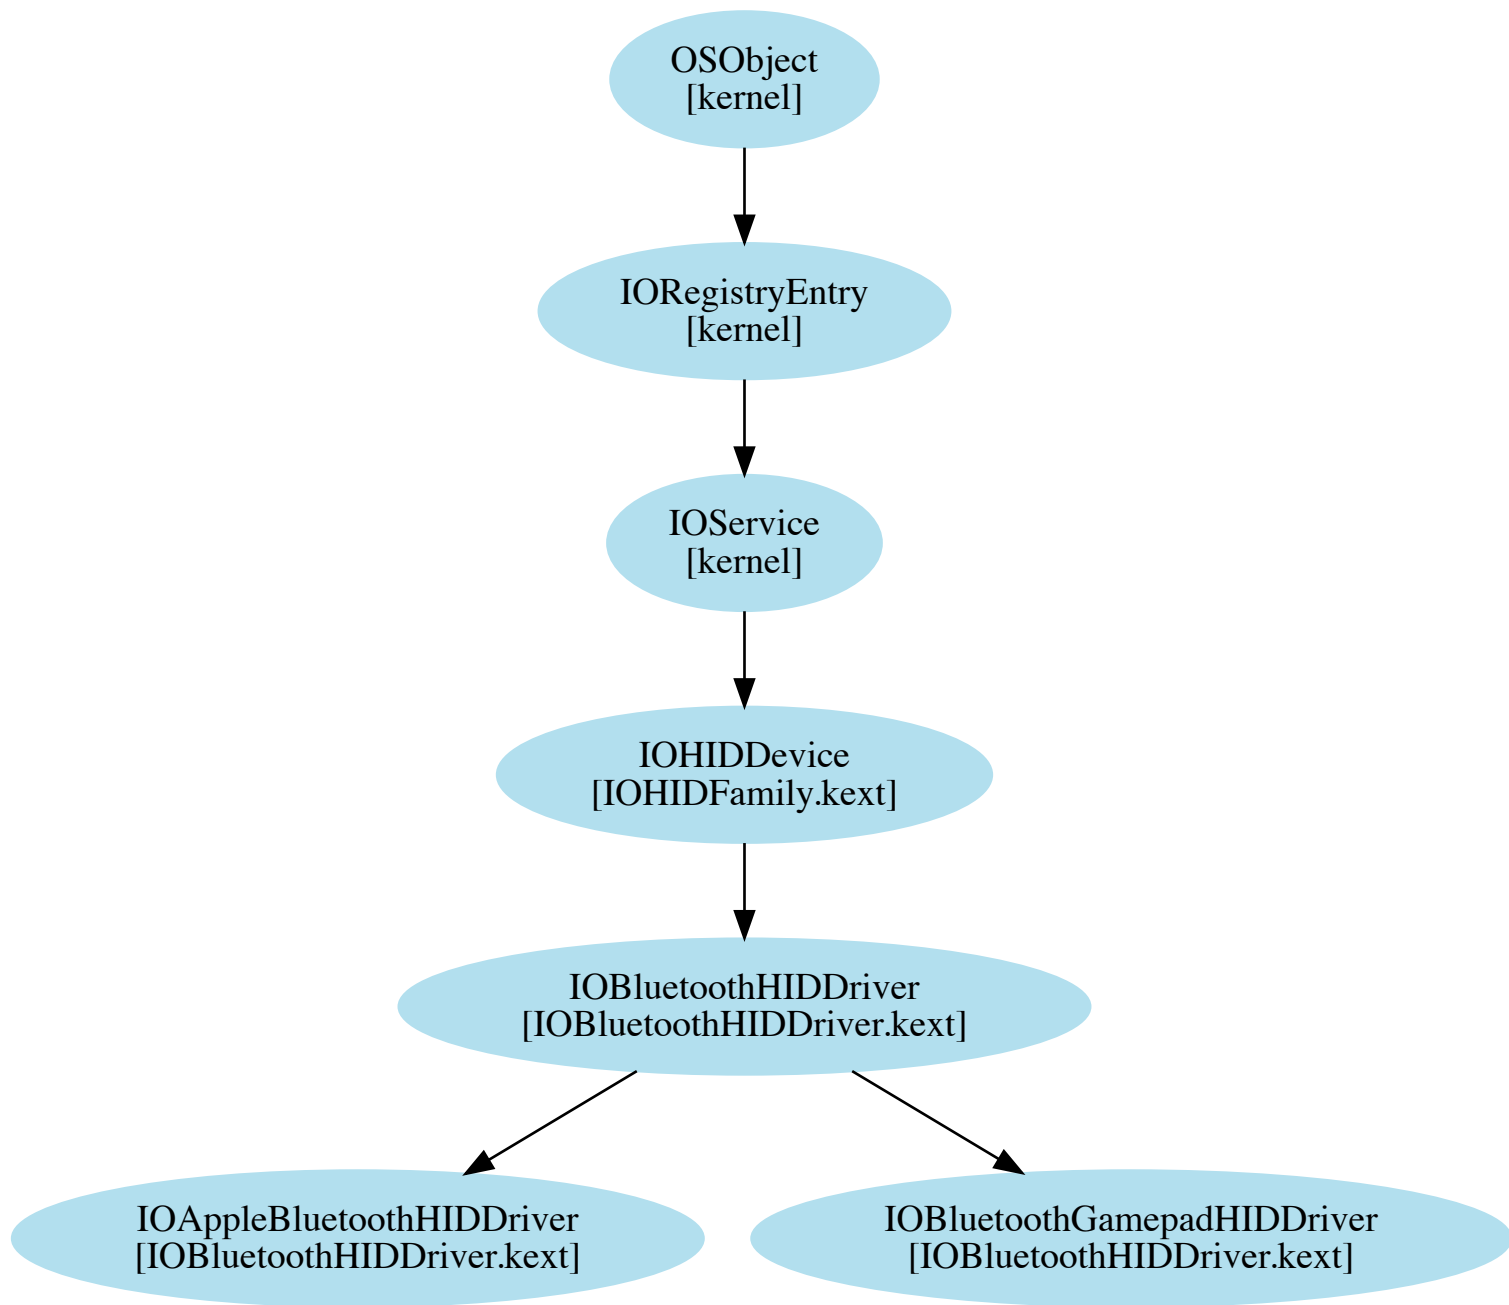 OSObject
[kernel]
IORegistryEntry
[kernel]
IOService
[kernel]
IOHIDDevice
[IOHIDFamily.kext]
IOBluetoothHIDDriver
[IOBluetoothHIDDriver.kext]
IOAppleBluetoothHIDDriver
[IOBluetoothHIDDriver.kext]
IOBluetoothGamepadHIDDriver
[IOBluetoothHIDDriver.kext]